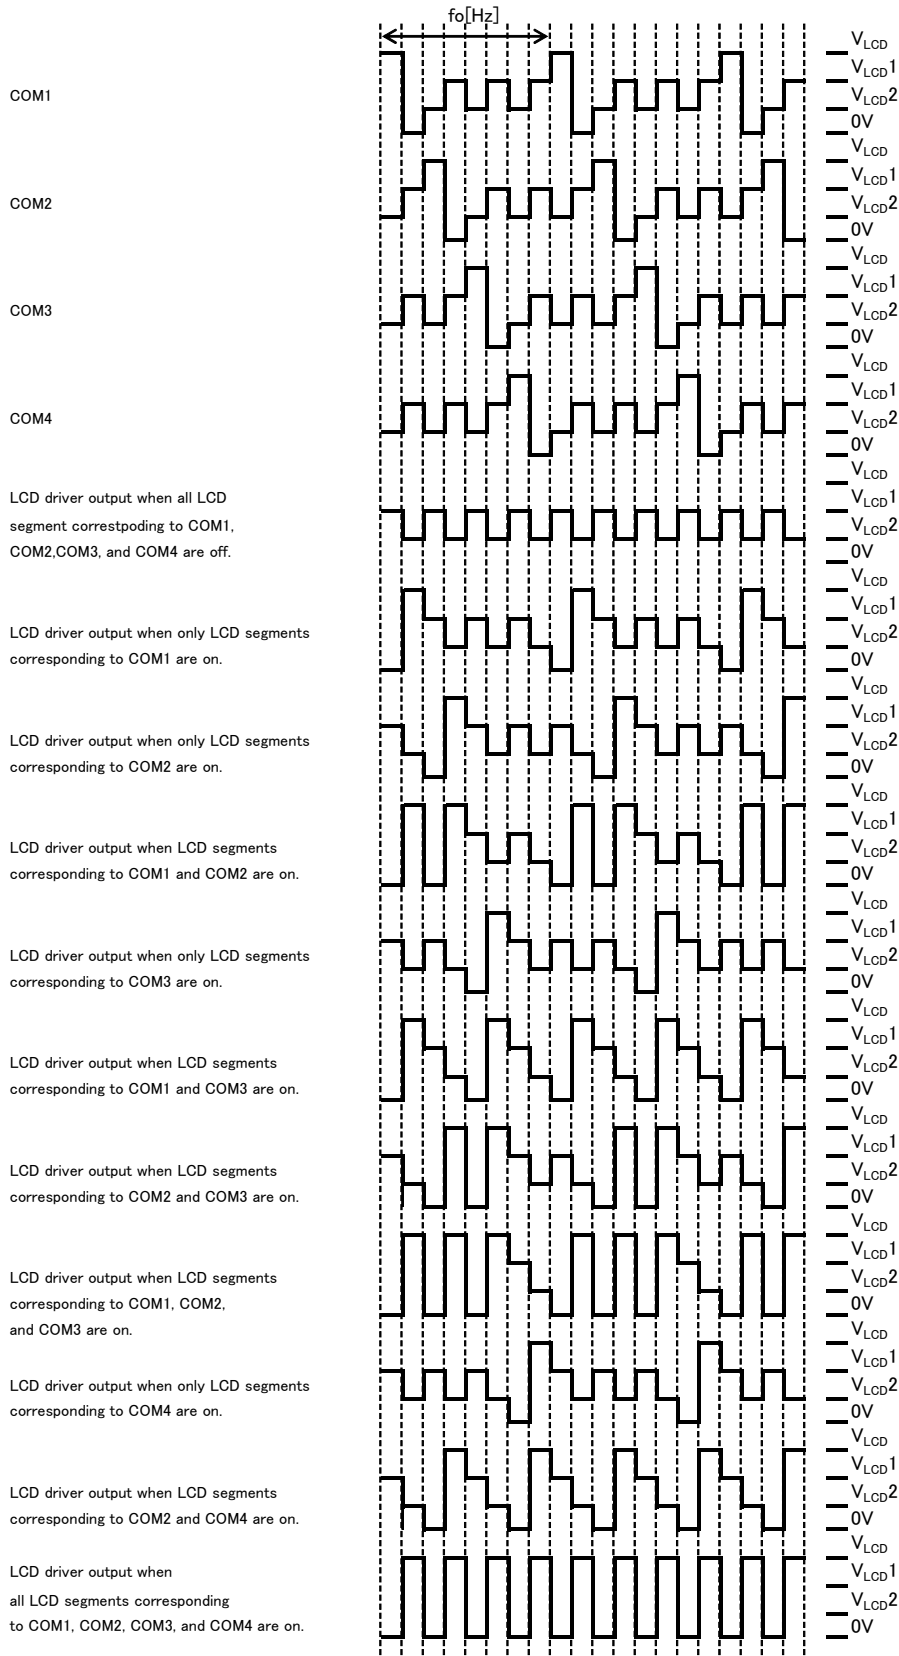 fo[Hz]
COM1
VLCD
VLCD1
VLCD2
0V
COM2
VLCD
VLCD1
VLCD2
0V
COM3
VLCD
VLCD1
VLCD2
0V
COM4
VLCD
VLCD1
VLCD2
0V
LCD driver output when all LCD
segment correstpoding to COM1,
COM2,COM3, and COM4 are off.
VLCD
VLCD1
VLCD2
0V
LCD driver output when only LCD segments
corresponding to COM1 are on.
VLCD
VLCD1
VLCD2
0V
LCD driver output when only LCD segments
corresponding to COM2 are on.
VLCD
VLCD1
VLCD2
0V
LCD driver output when LCD segments
corresponding to COM1 and COM2 are on.
VLCD
VLCD1
VLCD2
0V
LCD driver output when only LCD segments
corresponding to COM3 are on.
VLCD
VLCD1
VLCD2
0V
LCD driver output when LCD segments
corresponding to COM1 and COM3 are on.
VLCD
VLCD1
VLCD2
0V
LCD driver output when LCD segments
corresponding to COM2 and COM3 are on.
VLCD
VLCD1
VLCD2
0V
LCD driver output when LCD segments
corresponding to COM1, COM2,
and COM3 are on.
VLCD
VLCD1
VLCD2
0V
LCD driver output when only LCD segments
corresponding to COM4 are on.
VLCD
VLCD1
VLCD2
0V
LCD driver output when LCD segments
corresponding to COM2 and COM4 are on.
VLCD
VLCD1
VLCD2
0V
LCD driver output when
all LCD segments corresponding
to COM1, COM2, COM3, and COM4 are on.
VLCD
VLCD1
VLCD2
0V